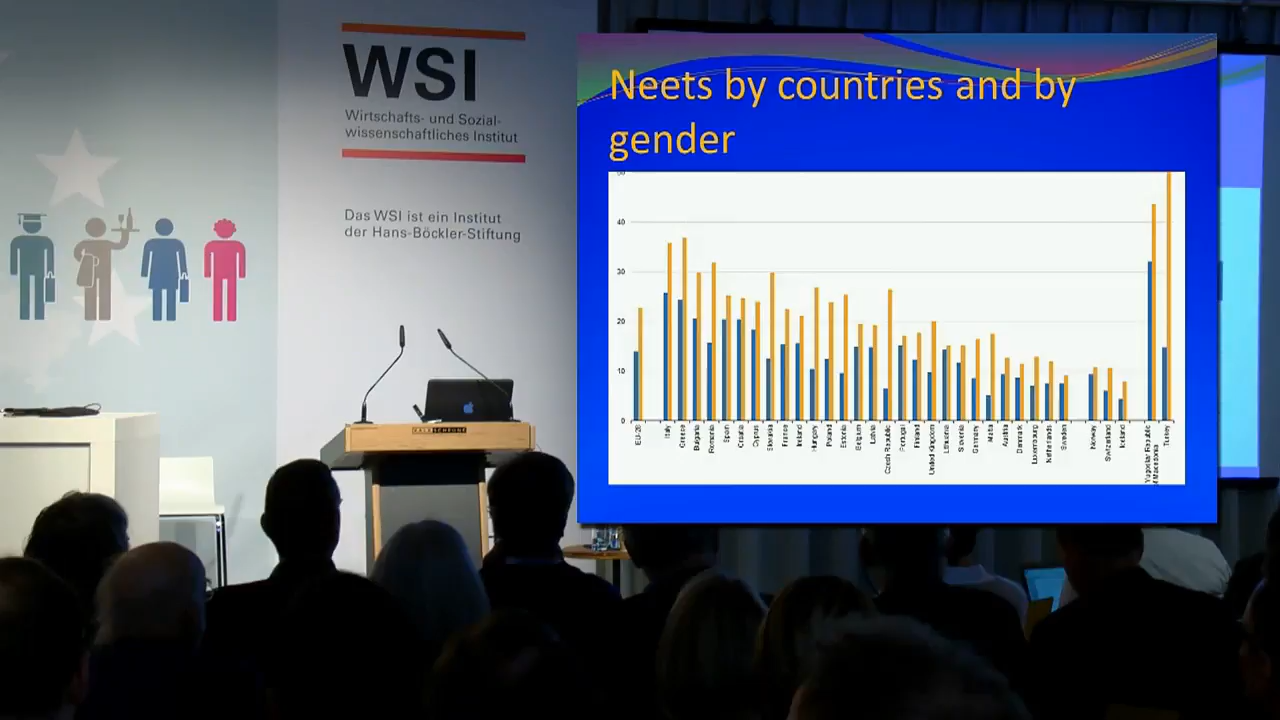 WSI
Wirtschafts- und Sozial-
wissenschaftliches Institut
Das WSI ist ein Institut
der Hans-Böckler-Stiftung
Neets by countries and by
gender
50
40
30
20
10
0
EU-28
Italy
Greece
Bulgaria
Romania
Spain
Croatia
Cyprus
Slovakia
France
Ireland
Hungary
Poland
Estonia
Belgium
Latvia
Czech Republic
Portugal
Finland
United Kingdom
Lithuania
Slovenia
Germany
Malta
Austria
Denmark
Luxembourg
Netherlands
Sweden
Norway
Switzerland
Iceland
Yugoslav Republic
Turkey